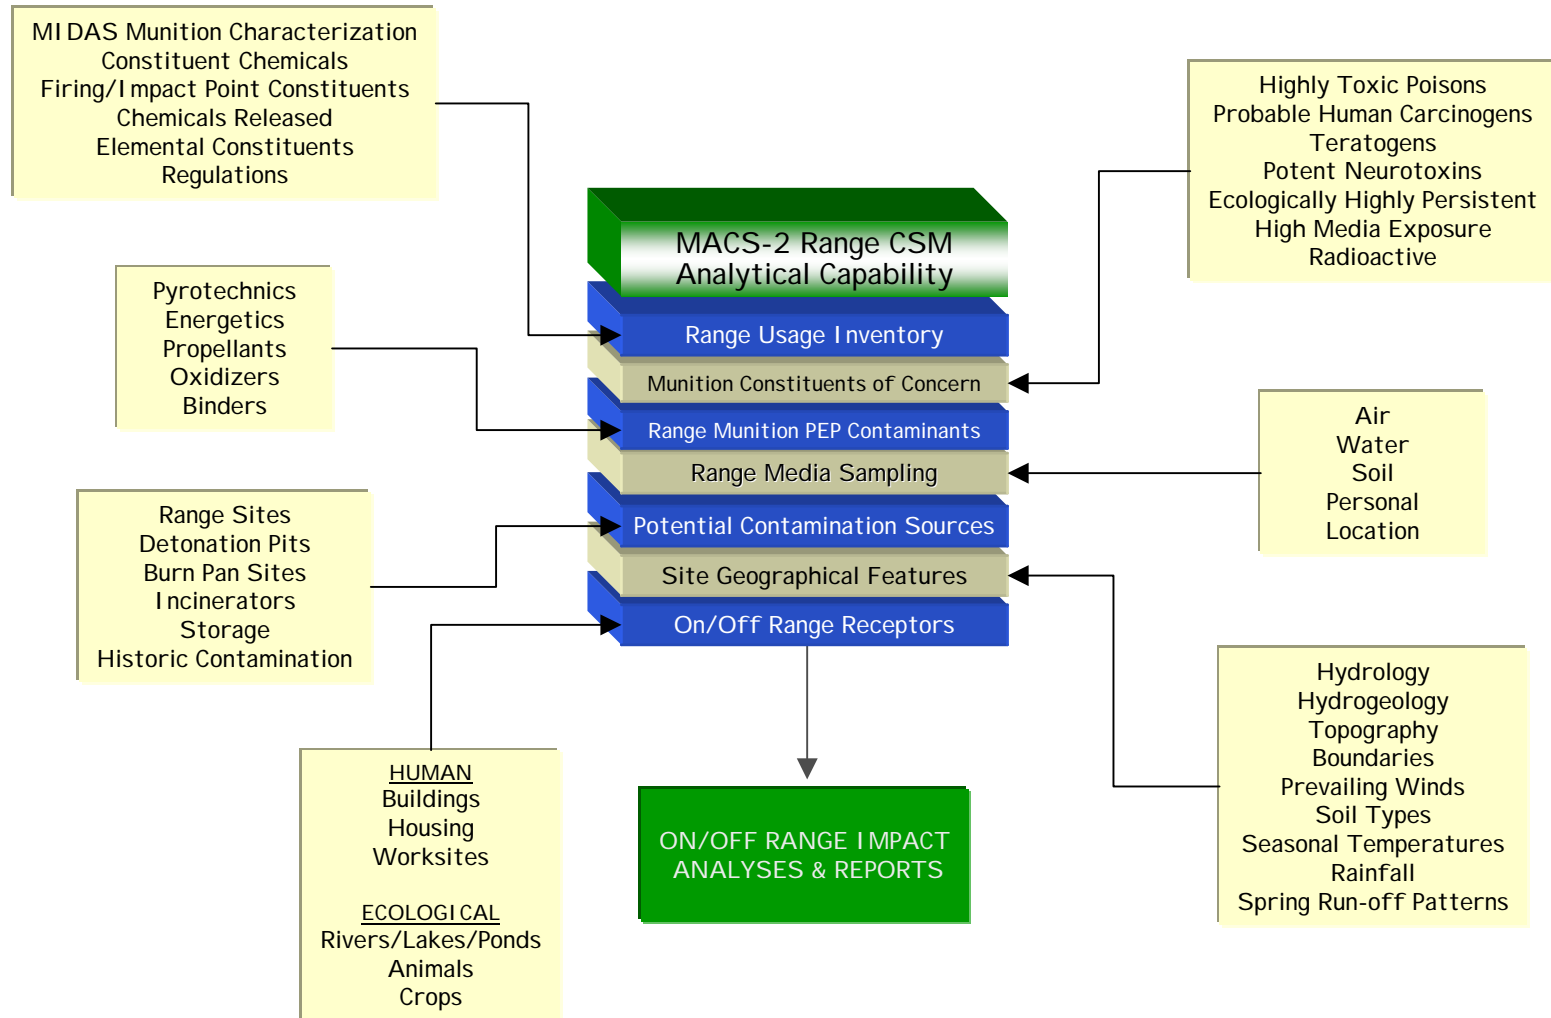 MIDAS Munition Characterization
Constituent Chemicals
Firing/Impact Point Constituents
Chemicals Released
Elemental Constituents
Regulations
Highly Toxic Poisons
Probable Human Carcinogens
Teratogens
Potent Neurotoxins
Ecologically Highly Persistent
High Media Exposure
Radioactive
MACS-2 Range CSM
Analytical Capability
Range Usage Inventory
Munition Constituents of Concern
Range Munition PEP Contaminants
Range Media Sampling
Potential Contamination Sources
Site Geographical Features
On/Off Range Receptors
Pyrotechnics
Energetics
Propellants
Oxidizers
Binders
Air
Water
Soil
Personal
Location
Range Sites
Detonation Pits
Burn Pan Sites
Incinerators
Storage
Historic Contamination
Hydrology
Hydrogeology
Topography
Boundaries
Prevailing Winds
Soil Types
Seasonal Temperatures
Rainfall
Spring Run-off Patterns
HUMAN
Buildings
Housing
Worksites
ECOLOGICAL
Rivers/Lakes/Ponds
Animals
Crops
ON/OFF RANGE IMPACT
ANALYSES & REPORTS